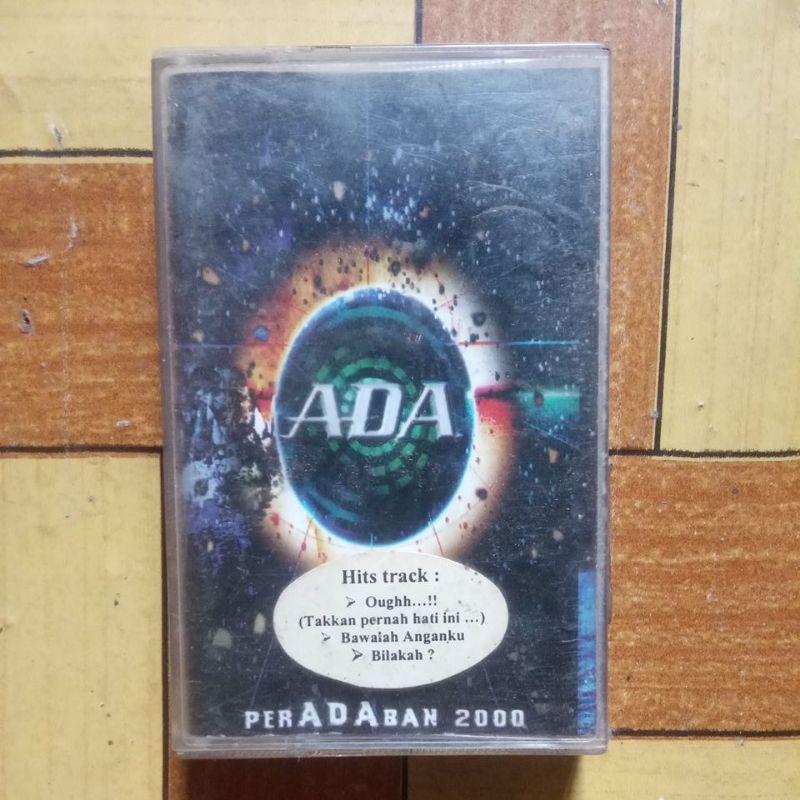 ADA
Hits track :
➢ Oughh...!!
(Takkan pernah hati ini ...)
➢ Bawalah Anganku
➢ Bilakah ?
PERADABAN 2000